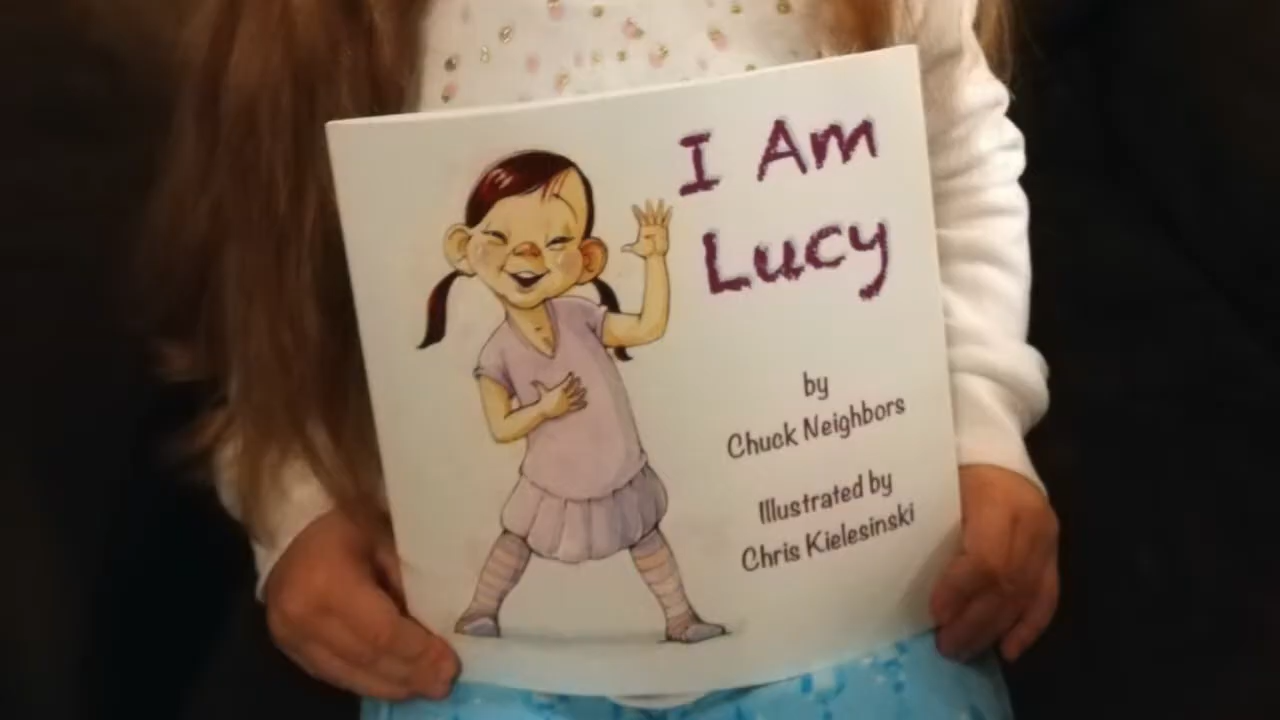 I Am
Lucy
by
Chuck Neighbors
Illustrated by
Chris Kielesinski